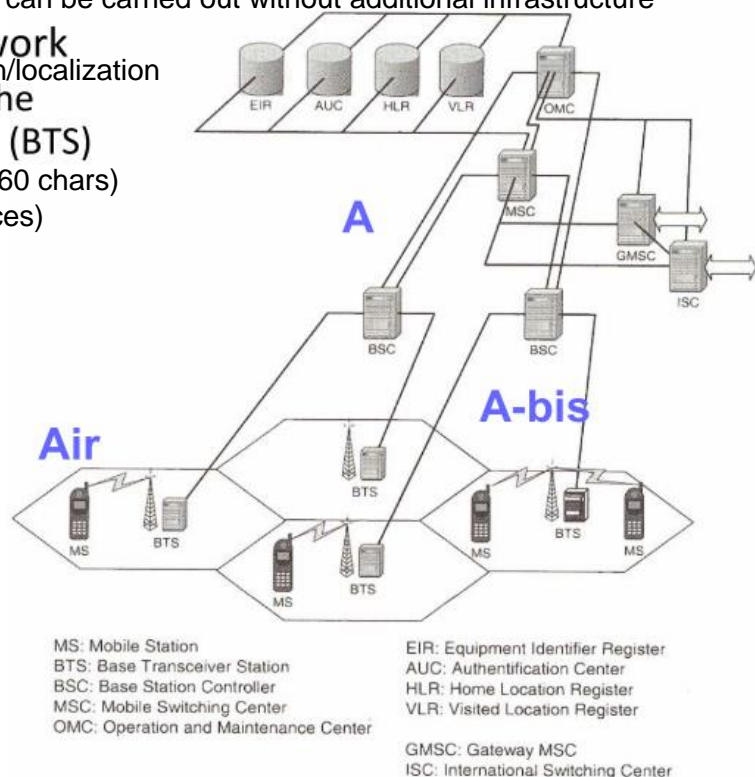 can be carried out without additional infrastructure
work
n/localization
he
(BTS)
60 chars)
ces)
EIR
AUC
HLR
VLR
OMC
MSC
A
GMSC
ISC
BSC
BSC
A-bis
Air
BTS
MS
BTS
MS
BTS
MS
BTS
MS
MS: Mobile Station
BTS: Base Transceiver Station
BSC: Base Station Controller
MSC: Mobile Switching Center
OMC: Operation and Maintenance Center
EIR: Equipment Identifier Register
AUC: Authentification Center
HLR: Home Location Register
VLR: Visited Location Register
GMSC: Gateway MSC
ISC: International Switching Center